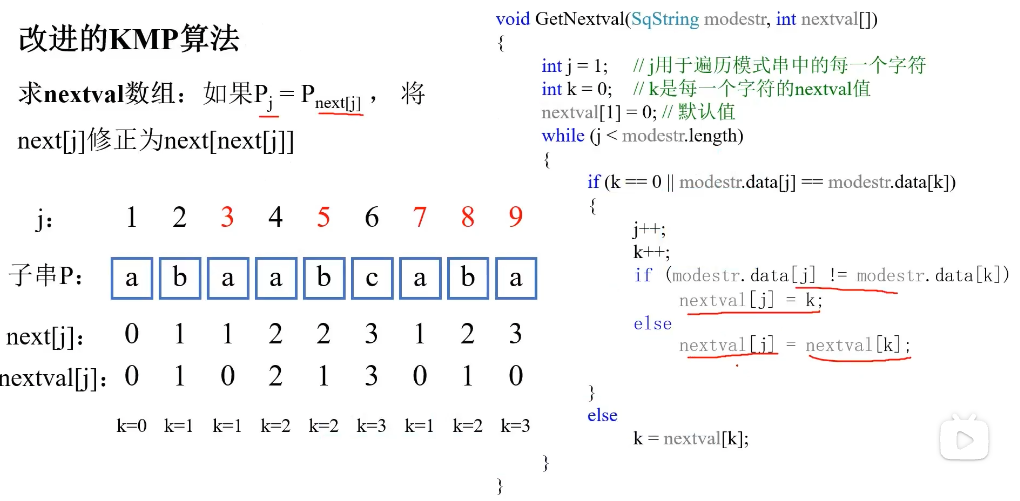 改进的KMP算法
求nextval数组：如果Pj = Pnext[j] ， 将
next[j]修正为next[next[j]]
j： 1 2 3 4 5 6 7 8 9
子串P： a b a a b c a b a
next[j]： 0 1 1 2 2 3 1 2 3
nextval[j]： 0 1 0 2 1 3 0 1 0
k=0 k=1 k=1 k=2 k=2 k=3 k=1 k=2 k=3
void GetNextval(SqString modestr, int nextval[])
{
int j = 1; // j用于遍历模式串中的每一个字符
int k = 0; // k是每一个字符的nextval值
nextval[1] = 0; // 默认值
while (j < modestr.length)
{
if (k == 0 || modestr.data[j] == modestr.data[k])
{
j++;
k++;
if (modestr.data[j] != modestr.data[k])
nextval[j] = k;
else
nextval[j] = nextval[k];
}
else
k = nextval[k];
}
}